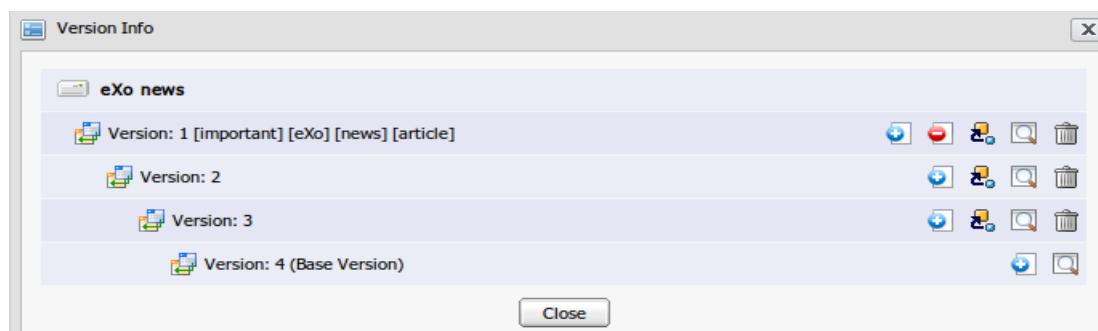 Version Info
eXo news
Version: 1 [important] [eXo] [news] [article]
Version: 2
Version: 3
Version: 4 (Base Version)
Close